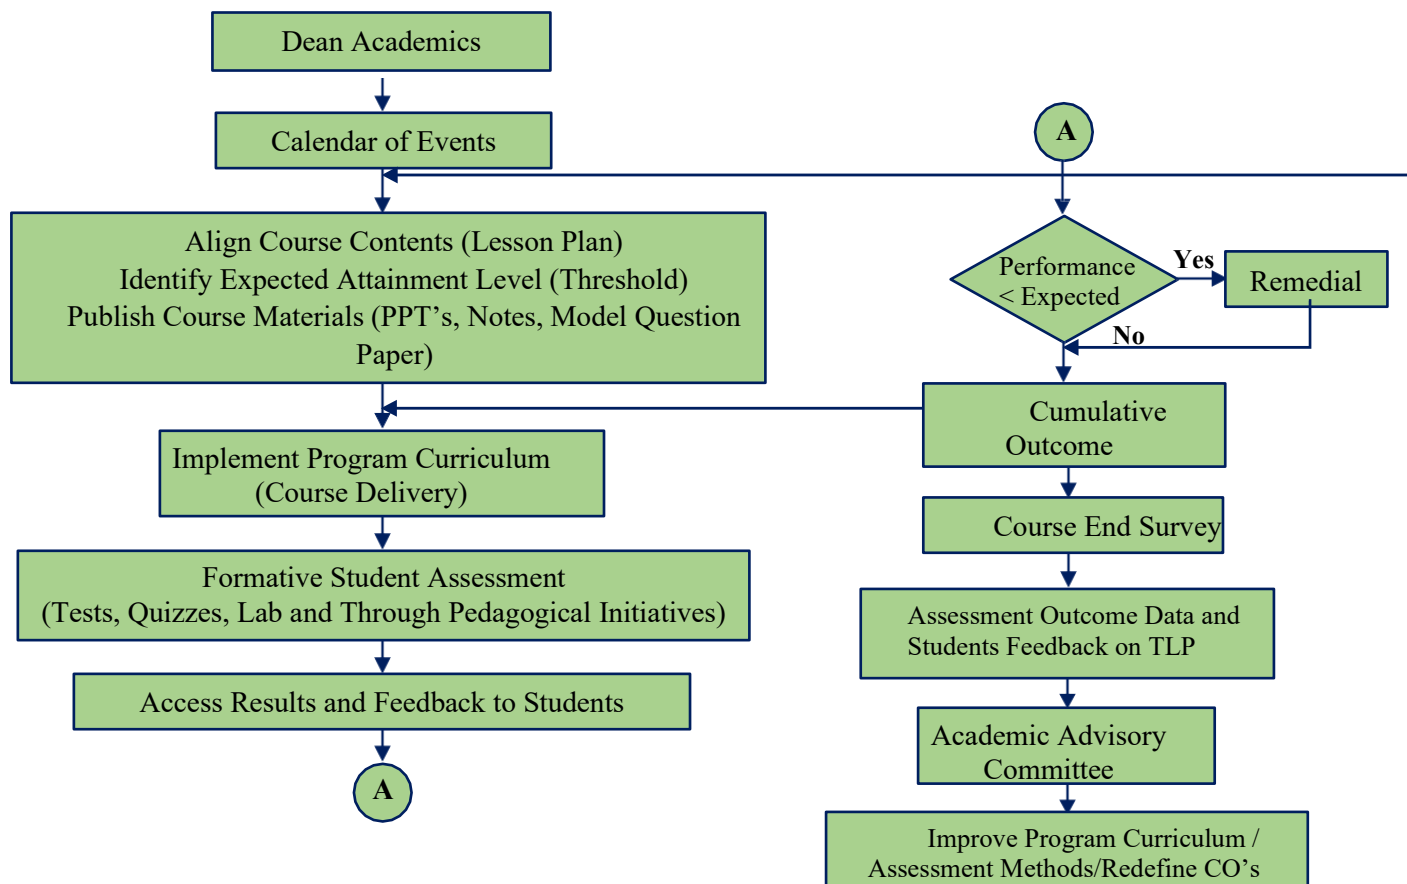 Dean Academics
Calendar of Events
Align Course Contents (Lesson Plan)
Identify Expected Attainment Level (Threshold)
Publish Course Materials (PPT’s, Notes, Model Question
Paper)
Implement Program Curriculum
(Course Delivery)
Formative Student Assessment
(Tests, Quizzes, Lab and Through Pedagogical Initiatives)
Access Results and Feedback to Students
A
A
Performance
< Expected
Yes
Remedial
No
Cumulative
Outcome
Course End Survey
Assessment Outcome Data and
Students Feedback on TLP
Academic Advisory
Committee
Improve Program Curriculum /
Assessment Methods/Redefine CO’s